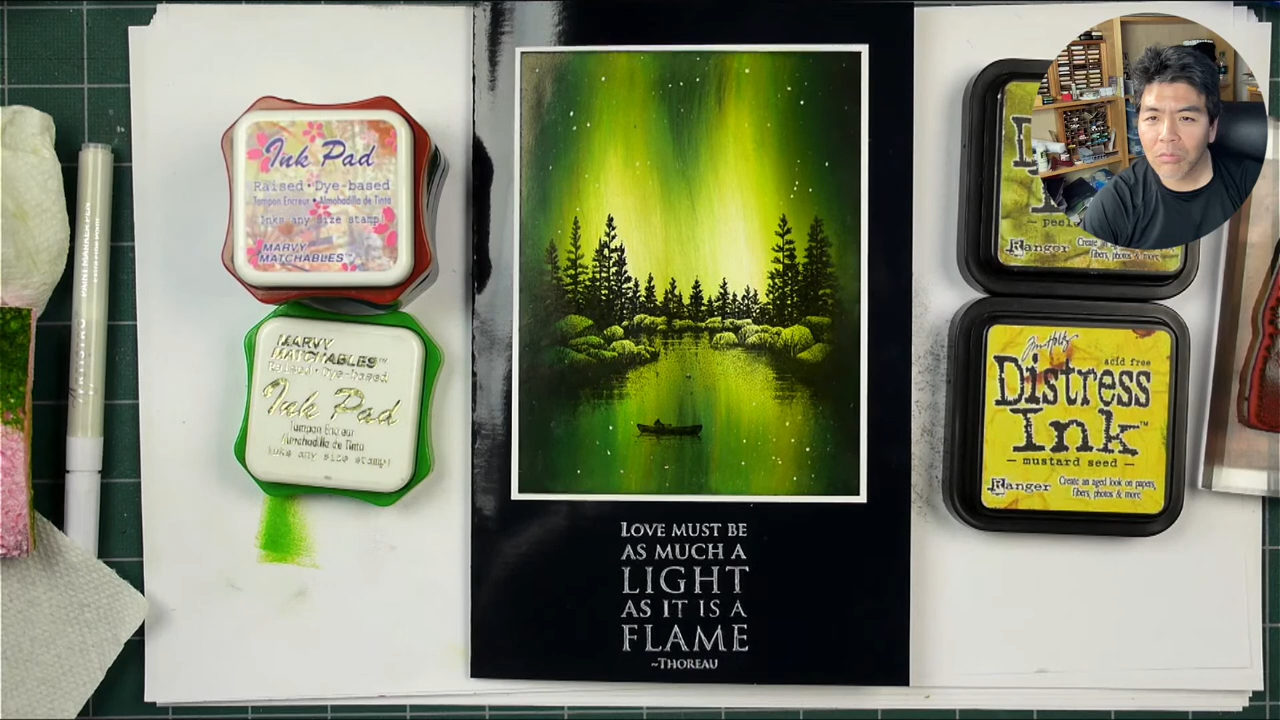 Ink Pad
Raised • Dye-based
Tampon Encreur • Almohadilla de Tinta
Inks any size stamp!
MARVY
MATCHABLES™
MARVY
MATCHABLES™
Raised • Dye-based
Ink Pad
Tampon Encreur
Almohadilla de Tinta
Inks any size stamp!
LOVE MUST BE
AS MUCH A
LIGHT
AS IT IS A
FLAME
~THOREAU
Ranger
Tim Holtz
acid free
Distress
Ink™
— mustard seed —
Ranger
Create an aged look on papers,
fibers, photos & more.